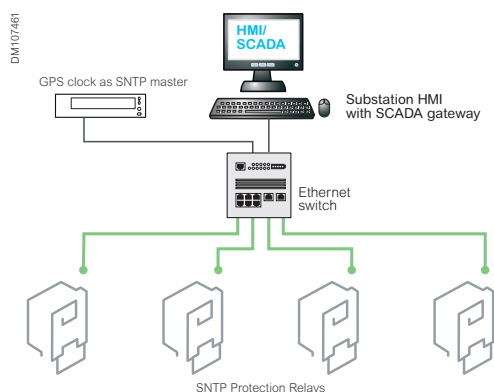 DM107461
HMI/
SCADA
GPS clock as SNTP master
Substation HMI
with SCADA gateway
Ethernet
switch
SNTP Protection Relays